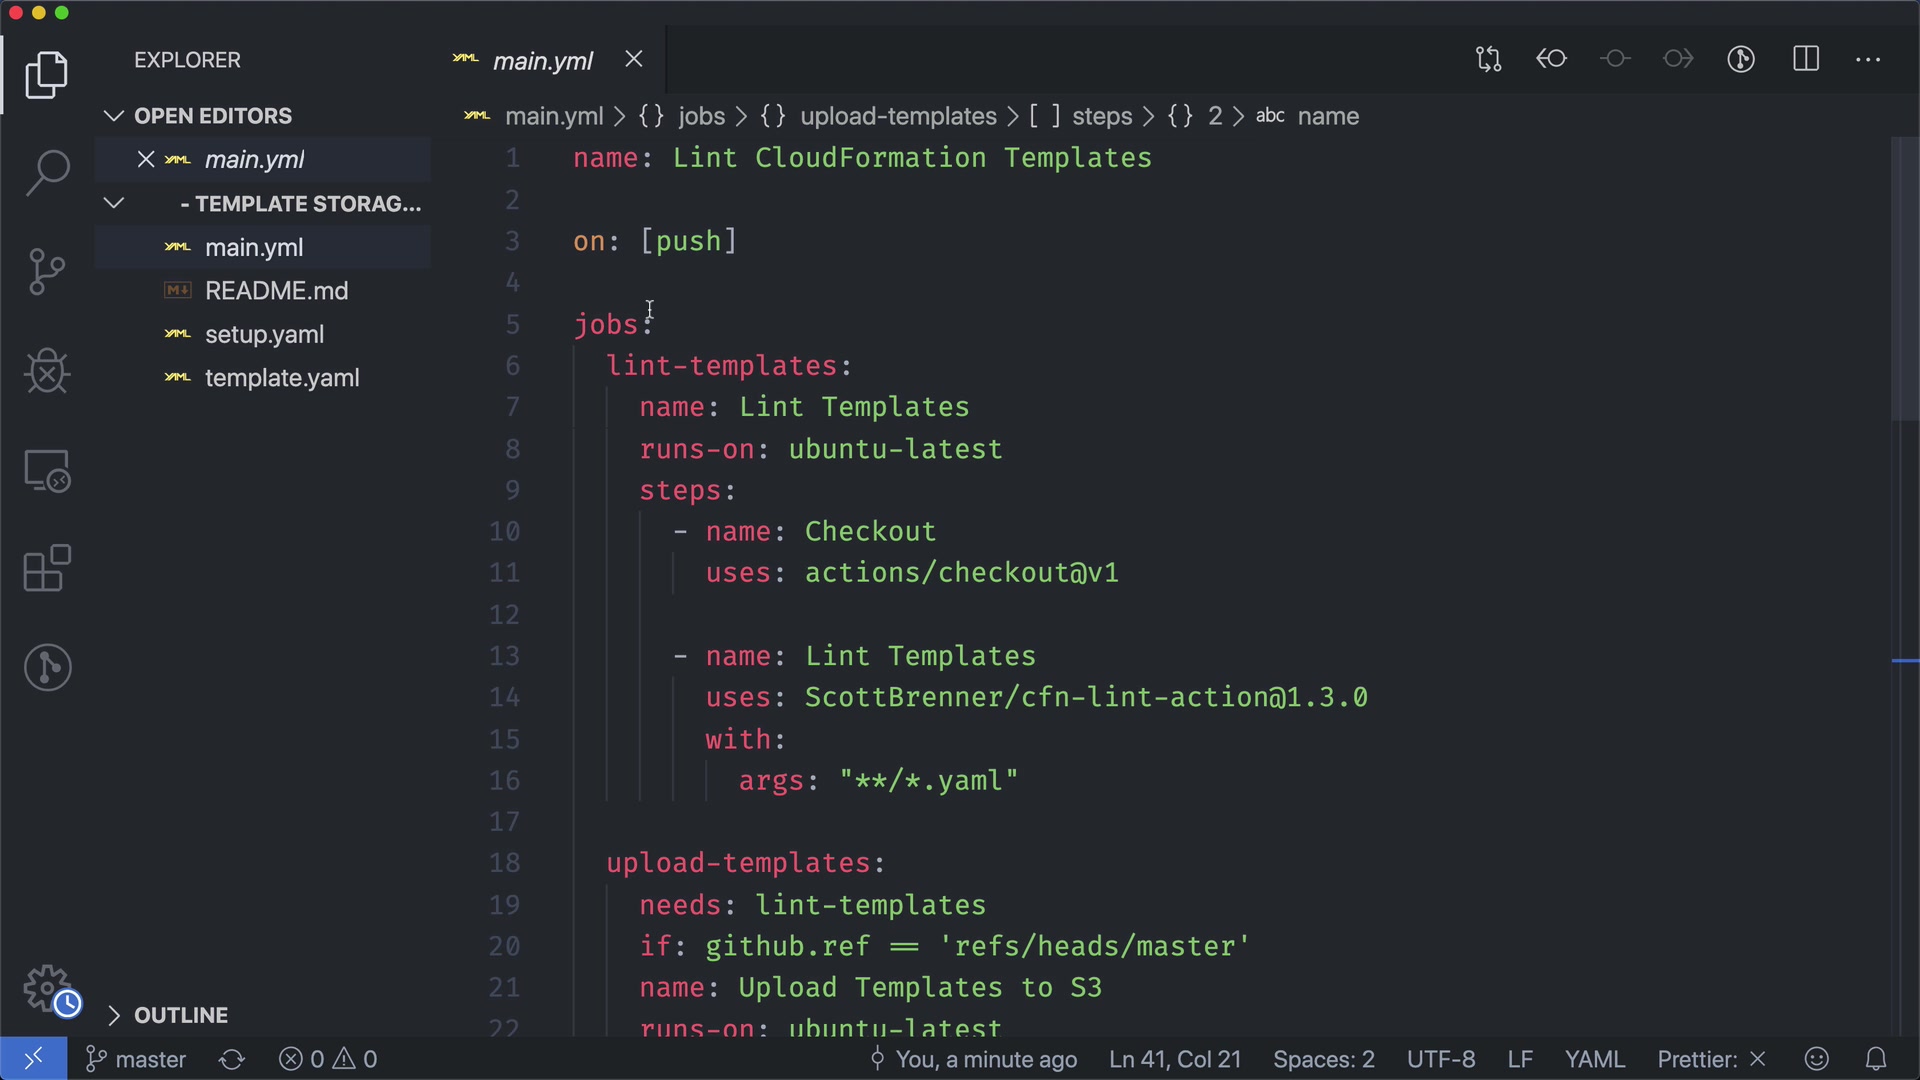 EXPLORER
OPEN EDITORS
main.yml
- TEMPLATE STORAG...
main.yml
README.md
setup.yaml
template.yaml
OUTLINE
main.yml
main.yml > {} jobs > {} upload-templates > [ ] steps > {} 2 > abc name
1 name: Lint CloudFormation Templates
2
3 on: [push]
4
5 jobs:
6 lint-templates:
7 name: Lint Templates
8 runs-on: ubuntu-latest
9 steps:
10 - name: Checkout
11 uses: actions/checkout@v1
12
13 - name: Lint Templates
14 uses: ScottBrenner/cfn-lint-action@1.3.0
15 with:
16 args: "**/*.yaml"
17
18 upload-templates:
19 needs: lint-templates
20 if: github.ref == 'refs/heads/master'
21 name: Upload Templates to S3
22 runs-on: ubuntu-latest
master 0 0 You, a minute ago Ln 41, Col 21 Spaces: 2 UTF-8 LF YAML Prettier: ×